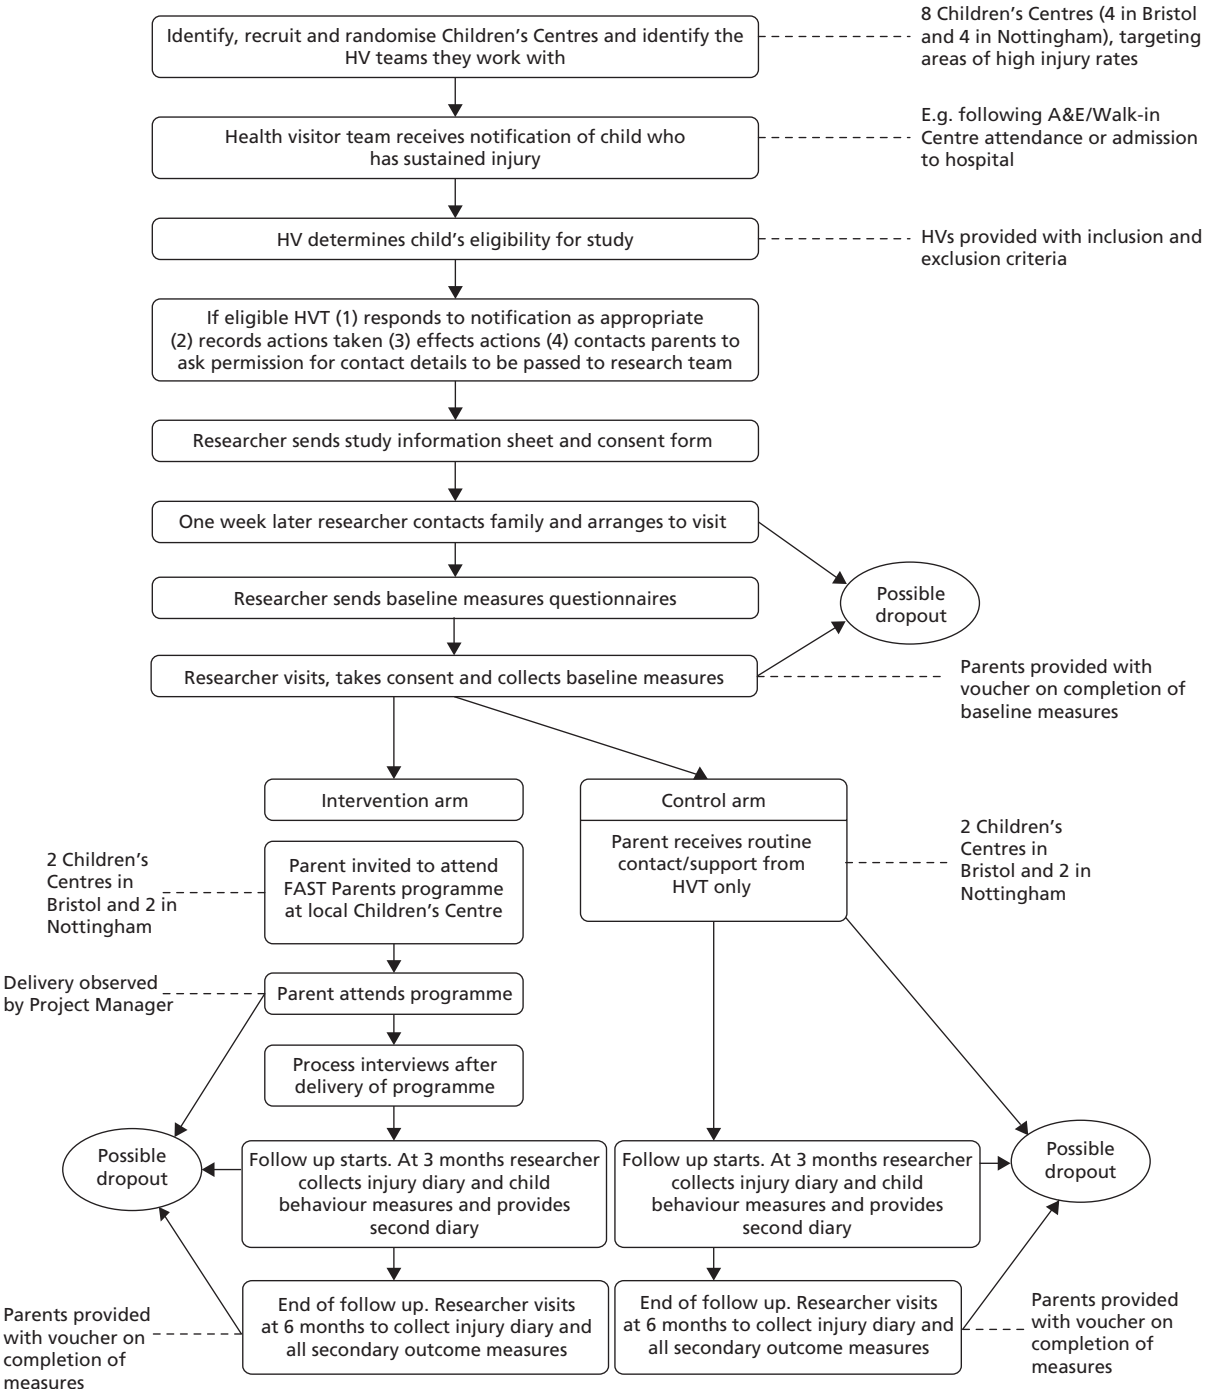 Identify, recruit and randomise Children's Centres and identify the
HV teams they work with
8 Children's Centres (4 in Bristol
and 4 in Nottingham), targeting
areas of high injury rates
Health visitor team receives notification of child who
has sustained injury
E.g. following A&E/Walk-in
Centre attendance or admission
to hospital
HV determines child's eligibility for study
HVs provided with inclusion and
exclusion criteria
If eligible HVT (1) responds to notification as appropriate
(2) records actions taken (3) effects actions (4) contacts parents to
ask permission for contact details to be passed to research team
Researcher sends study information sheet and consent form
One week later researcher contacts family and arranges to visit
Researcher sends baseline measures questionnaires
Possible
dropout
Researcher visits, takes consent and collects baseline measures
Parents provided with
voucher on completion of
baseline measures
Intervention arm
Control arm
2 Children's
Centres in
Bristol and 2 in
Nottingham
Parent invited to attend
FAST Parents programme
at local Children's Centre
Parent receives routine
contact/support from
HVT only
2 Children's
Centres in
Bristol and 2 in
Nottingham
Delivery observed
by Project Manager
Parent attends programme
Process interviews after
delivery of programme
Possible
dropout
Follow up starts. At 3 months researcher
collects injury diary and child
behaviour measures and provides
second diary
Follow up starts. At 3 months researcher
collects injury diary and child
behaviour measures and provides
second diary
Possible
dropout
Parents provided
with voucher on
completion of
measures
End of follow up. Researcher visits
at 6 months to collect injury diary and
all secondary outcome measures
End of follow up. Researcher visits
at 6 months to collect injury diary and
all secondary outcome measures
Parents provided
with voucher on
completion of
measures